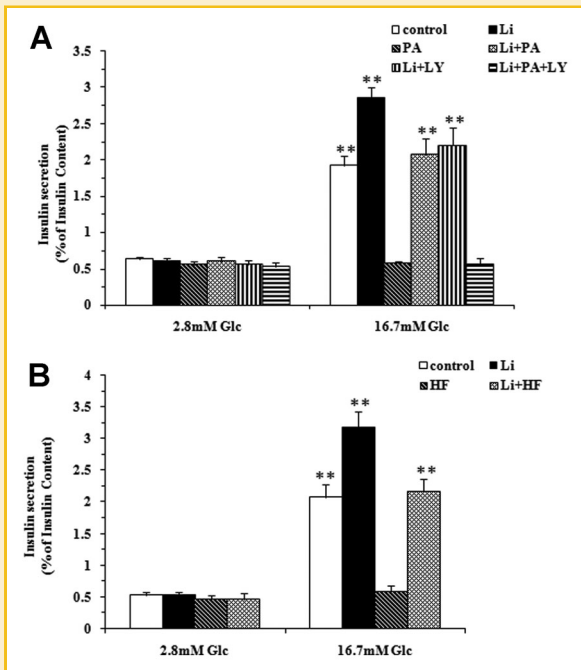 A
control Li
PA Li+PA
Li+LY Li+PA+LY
Insulin secretion
(% of Insulin Content)
3.5
3
2.5
2
1.5
1
0.5
0
** ** ** **
2.8mM Glc 16.7mM Glc
B
control Li
HF Li+HF
Insulin secretion
(% of Insulin Content)
4
3.5
3
2.5
2
1.5
1
0.5
0
** ** **
2.8mM Glc 16.7mM Glc